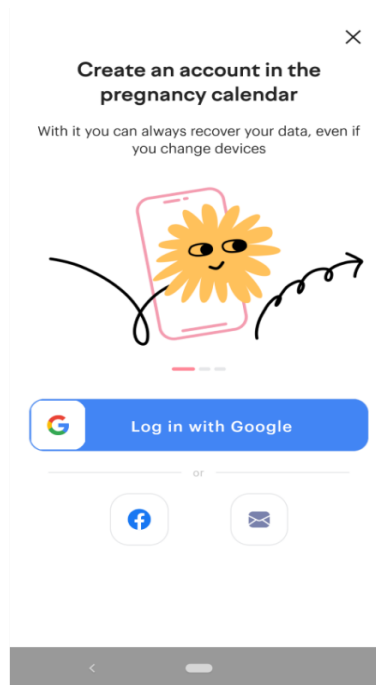 Create an account in the
pregnancy calendar
With it you can always recover your data, even if
you change devices
Log in with Google
or